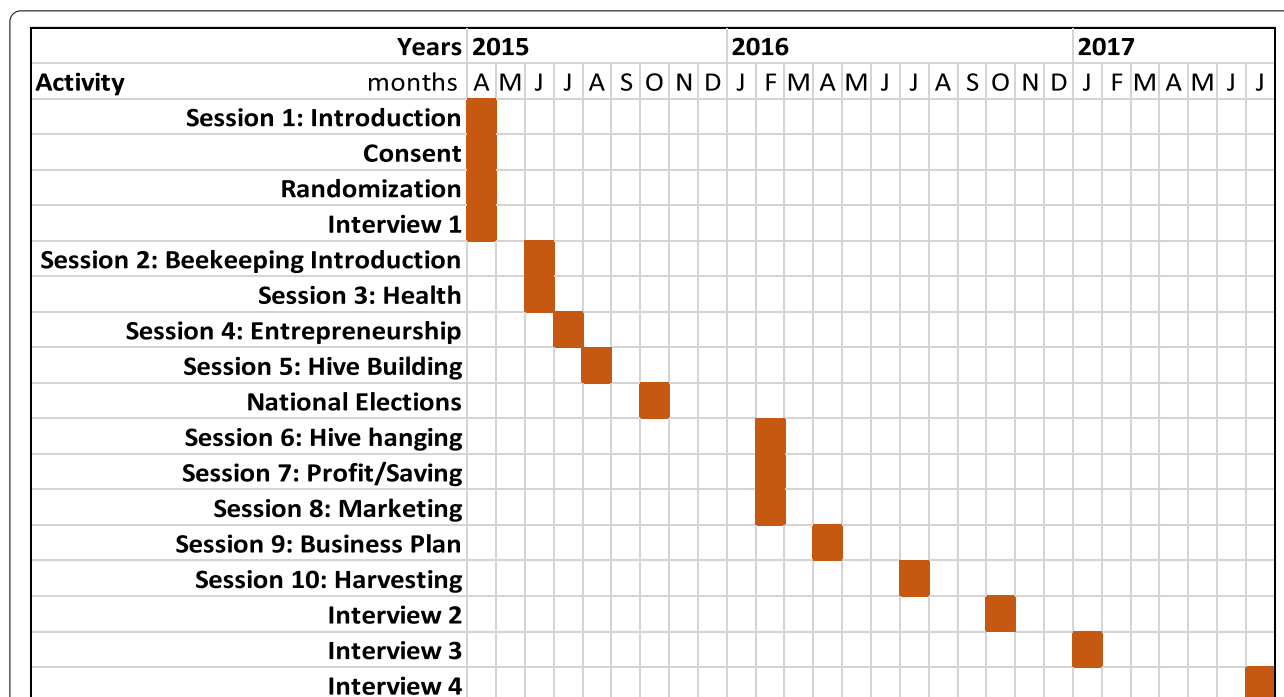 Years 2015 2016 2017
Activity months A M J J A S O N D J F M A M J J A S O N D J F M A M J J
Session 1: Introduction
Consent
Randomization
Interview 1
Session 2: Beekeeping Introduction
Session 3: Health
Session 4: Entrepreneurship
Session 5: Hive Building
National Elections
Session 6: Hive hanging
Session 7: Profit/Saving
Session 8: Marketing
Session 9: Business Plan
Session 10: Harvesting
Interview 2
Interview 3
Interview 4